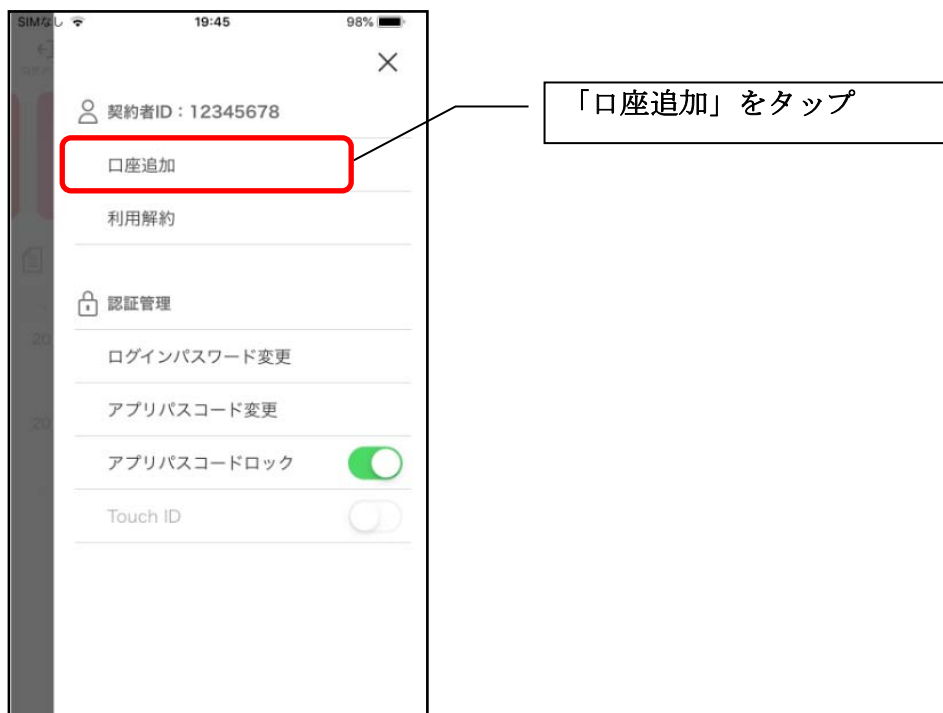 SIMなし 19:45 98%
契約者ID：12345678
口座追加
「口座追加」をタップ
利用解約
認証管理
20
ログインパスワード変更
アプリパスコード変更
20
アプリパスコードロック
Touch ID